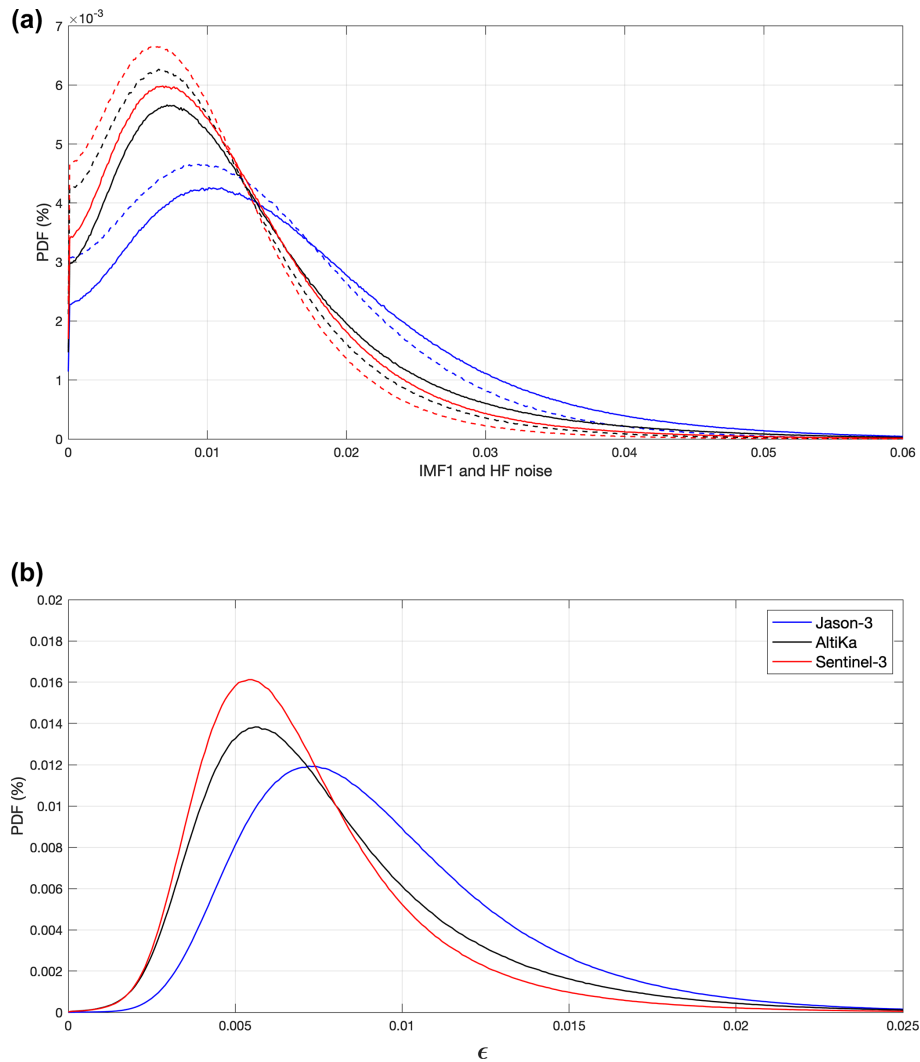 (a)
×10⁻³
7
6
5
4
3
2
1
0
PDF (%)
0 0.01 0.02 0.03 0.04 0.05 0.06
IMF1 and HF noise
(b)
0.02
0.018
0.016
0.014
0.012
0.01
0.008
0.006
0.004
0.002
0
PDF (%)
Jason-3
AltiKa
Sentinel-3
0 0.005 0.01 0.015 0.02 0.025
ϵ